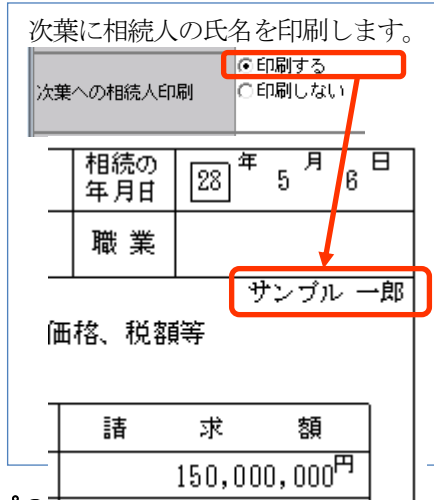 次葉に相続人の氏名を印刷します。
印刷する
次葉への相続人印刷
印刷しない
相続の
年月日
28 年 5 月 6 日
職 業
サンプル 一郎
価格、税額等
請 求 額
150,000,000円